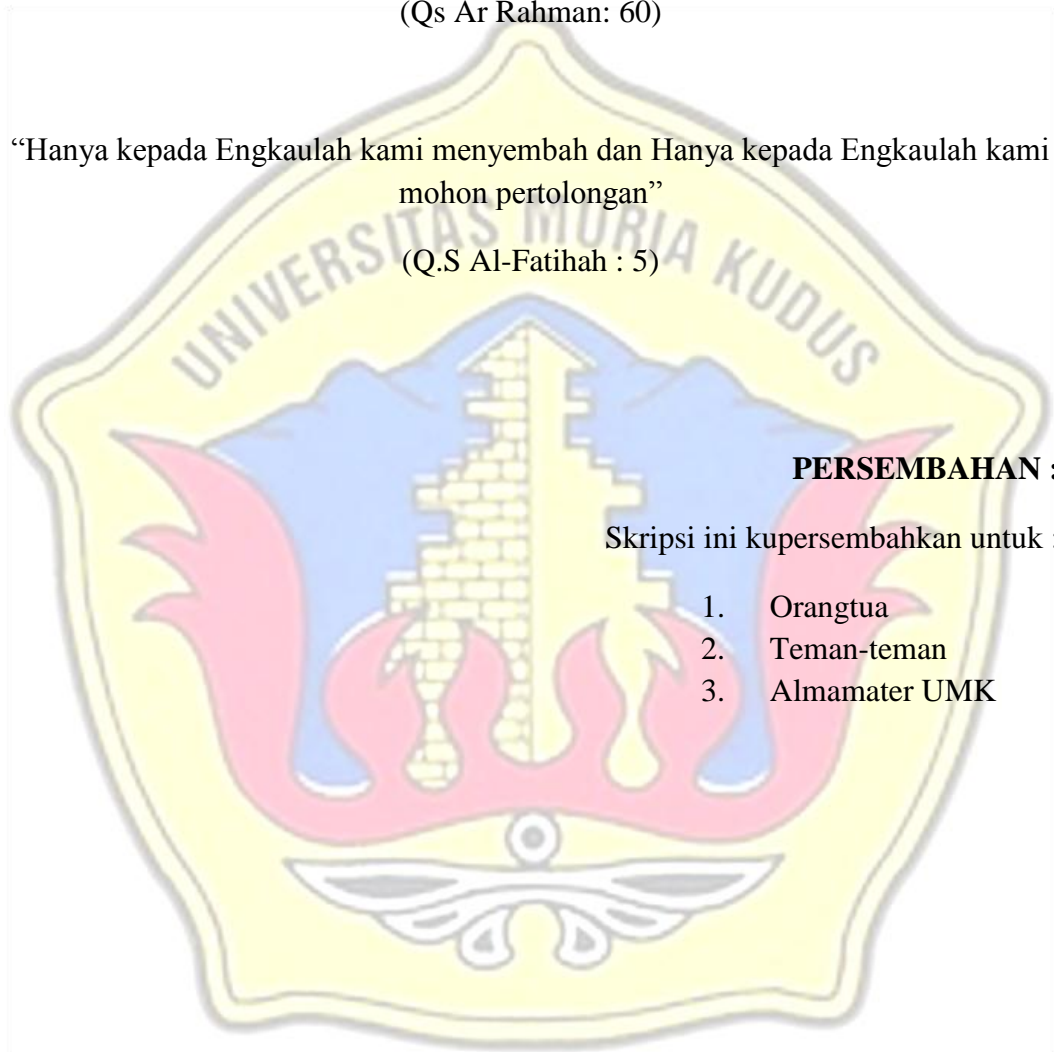 (Qs Ar Rahman: 60)
“Hanya kepada Engkaulah kami menyembah dan Hanya kepada Engkaulah kami
mohon pertolongan”
(Q.S Al-Fatihah : 5)
UNIVERSITAS MURIA KUDUS
PERSEMBAHAN :
Skripsi ini kupersembahkan untuk :
1. Orangtua
2. Teman-teman
3. Almamater UMK